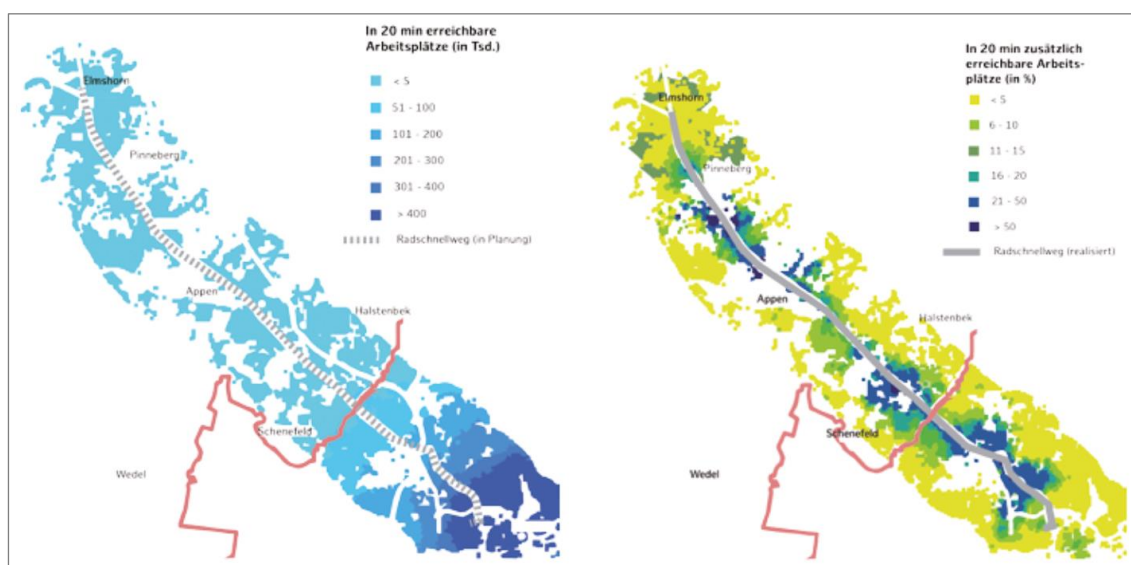 In 20 min erreichbare
Arbeitsplätze (in Tsd.)
< 5
51 - 100
101 - 200
201 - 300
301 - 400
> 400
Radschnellweg (in Planung)
Elmshorn
Pinneberg
Appen
Halstenbek
Schenefeld
Wedel
In 20 min zusätzlich
erreichbare Arbeits-
plätze (in %)
< 5
6 - 10
11 - 15
16 - 20
21 - 50
> 50
Radschnellweg (realisiert)
Elmshorn
Pinneberg
Appen
Halstenbek
Schenefeld
Wedel